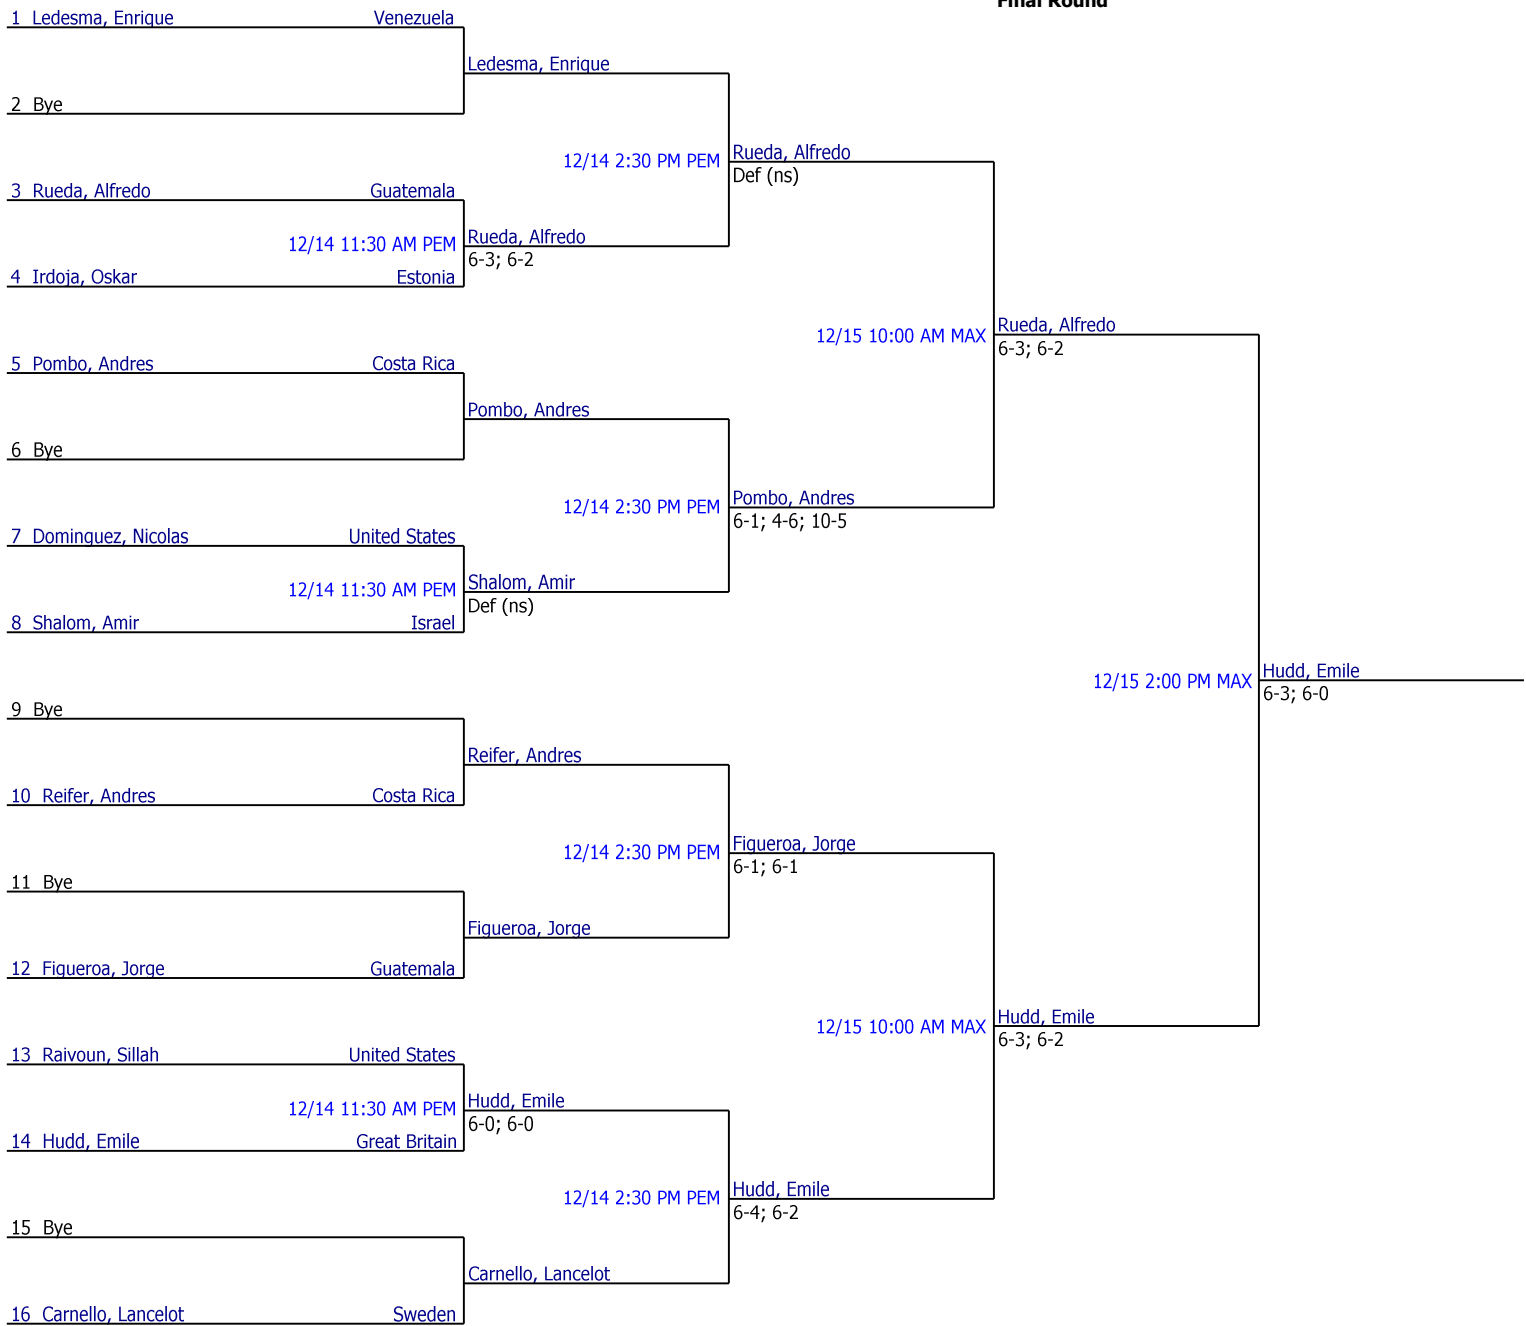 Final Round
1 Ledesma, Enrique Venezuela
Ledesma, Enrique
2 Bye
12/14 2:30 PM PEM Rueda, Alfredo
Def (ns)
3 Rueda, Alfredo Guatemala
12/14 11:30 AM PEM Rueda, Alfredo
6-3; 6-2
4 Irdoja, Oskar Estonia
12/15 10:00 AM MAX Rueda, Alfredo
6-3; 6-2
5 Pombo, Andres Costa Rica
Pombo, Andres
6 Bye
12/14 2:30 PM PEM Pombo, Andres
6-1; 4-6; 10-5
7 Dominguez, Nicolas United States
12/14 11:30 AM PEM Shalom, Amir
Def (ns)
8 Shalom, Amir Israel
12/15 2:00 PM MAX Hudd, Emile
6-3; 6-0
9 Bye
Reifer, Andres
10 Reifer, Andres Costa Rica
12/14 2:30 PM PEM Figueroa, Jorge
6-1; 6-1
11 Bye
Figueroa, Jorge
12 Figueroa, Jorge Guatemala
12/15 10:00 AM MAX Hudd, Emile
6-3; 6-2
13 Raivoun, Sillah United States
12/14 11:30 AM PEM Hudd, Emile
6-0; 6-0
14 Hudd, Emile Great Britain
12/14 2:30 PM PEM Hudd, Emile
6-4; 6-2
15 Bye
Carnello, Lancelot
16 Carnello, Lancelot Sweden